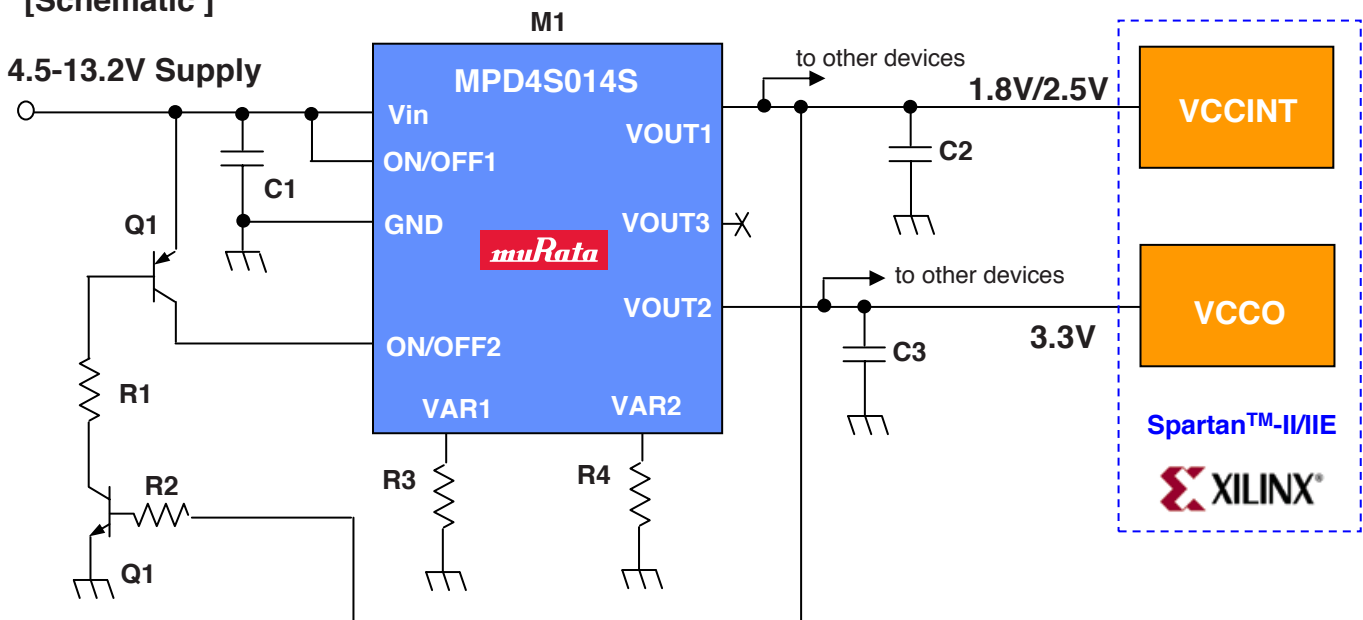 [Schematic ]
M1
4.5-13.2V Supply
MPD4S014S
to other devices
1.8V/2.5V
VCCINT
Vin
VOUT1
ON/OFF1
C1
C2
Q1
GND
VOUT3
muRata
to other devices
VOUT2
VCCO
3.3V
ON/OFF2
C3
R1
VAR1
VAR2
Spartan™-II/IIE
R3
R4
R2
XILINX®
Q1